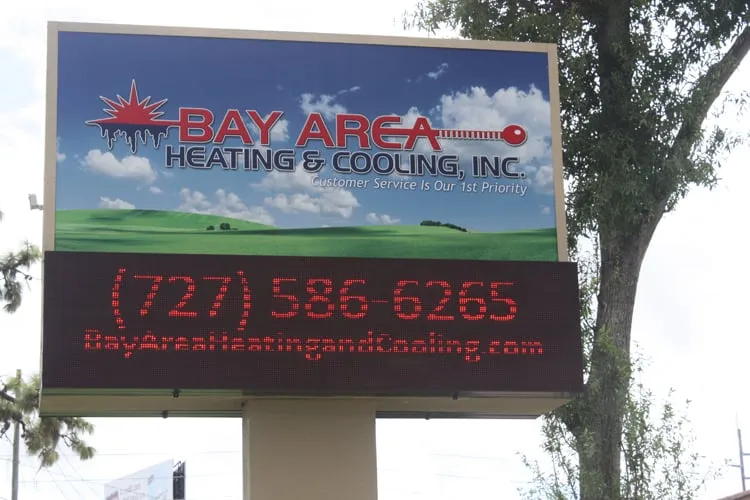 BAY AREA
HEATING & COOLING, INC.
Customer Service Is Our 1st Priority
(727) 586-6265
BayAreaHeatingandCooling.com